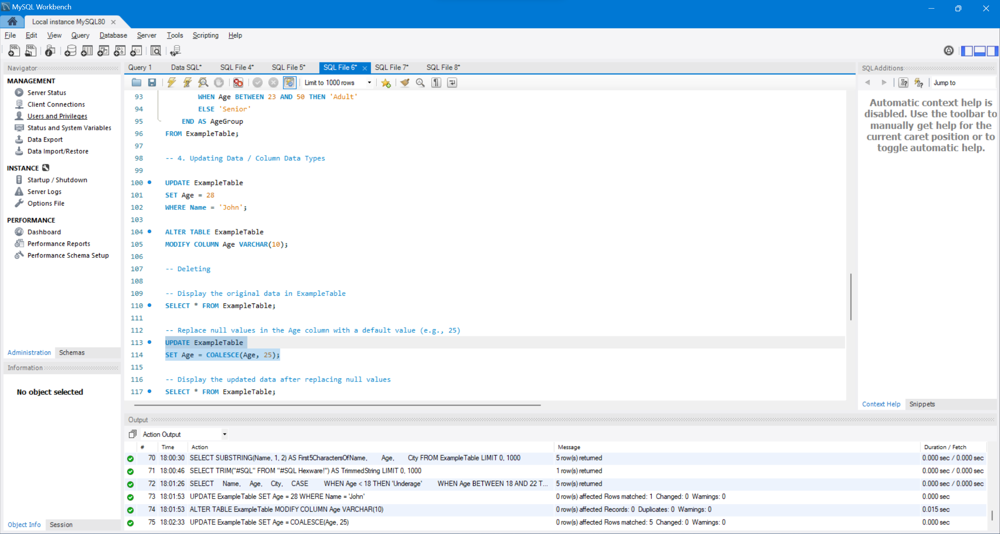 MySQL Workbench
Local instance MySQL80
File Edit View Query Database Server Tools Scripting Help
Navigator
MANAGEMENT
Server Status
Client Connections
Users and Privileges
Status and System Variables
Data Export
Data Import/Restore
INSTANCE
Startup / Shutdown
Server Logs
Options File
PERFORMANCE
Dashboard
Performance Reports
Performance Schema Setup
Administration Schemas
Information
No object selected
Object Info Session
Query 1 Data SQL* SQL File 4* SQL File 5* SQL File 6* SQL File 7* SQL File 8*
Limit to 1000 rows
93 WHEN Age BETWEEN 23 AND 50 THEN 'Adult'
94 ELSE 'Senior'
95 END AS AgeGroup
96 FROM ExampleTable;
97
98 -- 4. Updating Data / Column Data Types
99
100 UPDATE ExampleTable
101 SET Age = 28
102 WHERE Name = 'John';
103
104 ALTER TABLE ExampleTable
105 MODIFY COLUMN Age VARCHAR(10);
106
107 -- Deleting
108
109 -- Display the original data in ExampleTable
110 SELECT * FROM ExampleTable;
111
112 -- Replace null values in the Age column with a default value (e.g., 25)
113 UPDATE ExampleTable
114 SET Age = COALESCE(Age, 25);
115
116 -- Display the updated data after replacing null values
117 SELECT * FROM ExampleTable;
SQLAdditions
Jump to
Automatic context help is
disabled. Use the toolbar to
manually get help for the
current caret position or to
toggle automatic help.
Context Help Snippets
Output
Action Output
# Time Action Message Duration / Fetch
70 18:00:30 SELECT SUBSTRING(Name, 1, 2) AS First5CharactersOfName, Age, City FROM ExampleTable LIMIT 0, 1000 5 row(s) returned 0.000 sec / 0.000 sec
71 18:00:46 SELECT TRIM("#SQL" FROM "#SQL Hexware!") AS TrimmedString LIMIT 0, 1000 1 row(s) returned 0.000 sec / 0.000 sec
72 18:01:26 SELECT Name, Age, City, CASE WHEN Age < 18 THEN 'Underage' WHEN Age BETWEEN 18 AND 22 T... 5 row(s) returned 0.000 sec / 0.000 sec
73 18:01:53 UPDATE ExampleTable SET Age = 28 WHERE Name = 'John' 0 row(s) affected Rows matched: 1 Changed: 0 Warnings: 0 0.000 sec
74 18:01:53 ALTER TABLE ExampleTable MODIFY COLUMN Age VARCHAR(10) 0 row(s) affected Records: 0 Duplicates: 0 Warnings: 0 0.015 sec
75 18:02:33 UPDATE ExampleTable SET Age = COALESCE(Age, 25) 0 row(s) affected Rows matched: 5 Changed: 0 Warnings: 0 0.000 sec